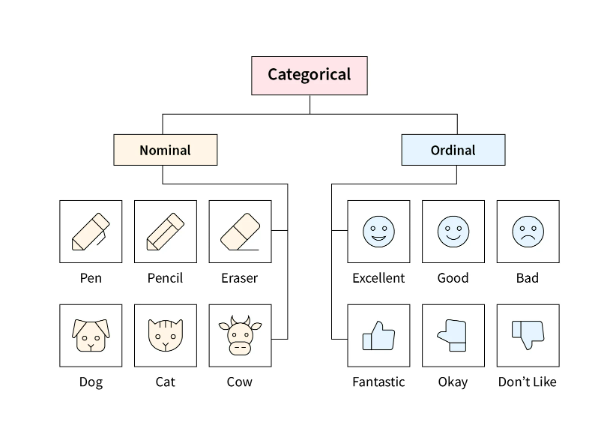 Categorical
Nominal
Ordinal
Pen
Pencil
Eraser
Excellent
Good
Bad
Dog
Cat
Cow
Fantastic
Okay
Don’t Like